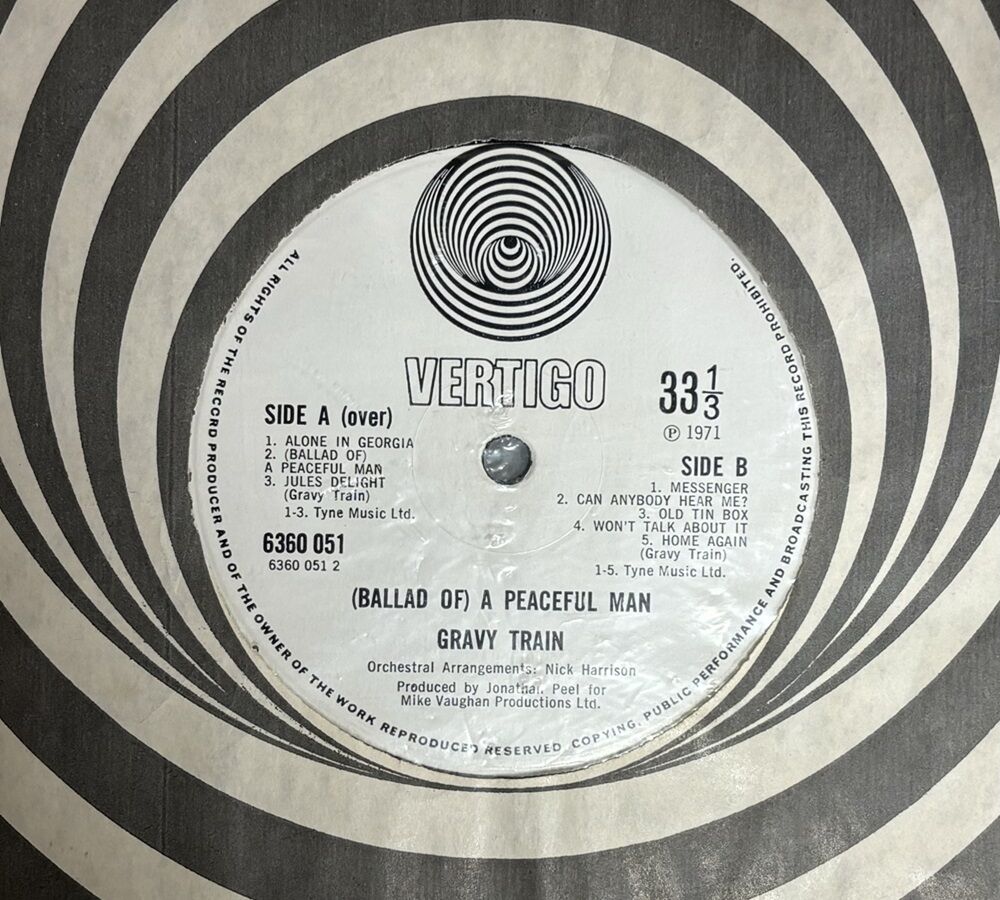 VERTIGO
33 1/3
Ⓟ 1971
SIDE A (over)
1. ALONE IN GEORGIA
2. (BALLAD OF)
A PEACEFUL MAN
3. JULES DELIGHT
(Gravy Train)
1-3. Tyne Music Ltd.
6360 051
6360 051 2
SIDE B
1. MESSENGER
2. CAN ANYBODY HEAR ME?
3. OLD TIN BOX
4. WON'T TALK ABOUT IT
5. HOME AGAIN
(Gravy Train)
1-5. Tyne Music Ltd.
(BALLAD OF) A PEACEFUL MAN
GRAVY TRAIN
Orchestral Arrangements: Nick Harrison
Produced by Jonathan Peel for
Mike Vaughan Productions Ltd.
ALL RIGHTS OF THE RECORD PRODUCER AND OF THE OWNER OF THE WORK REPRODUCED RESERVED COPYING, PUBLIC PERFORMANCE AND BROADCASTING THIS RECORD PROHIBITED.